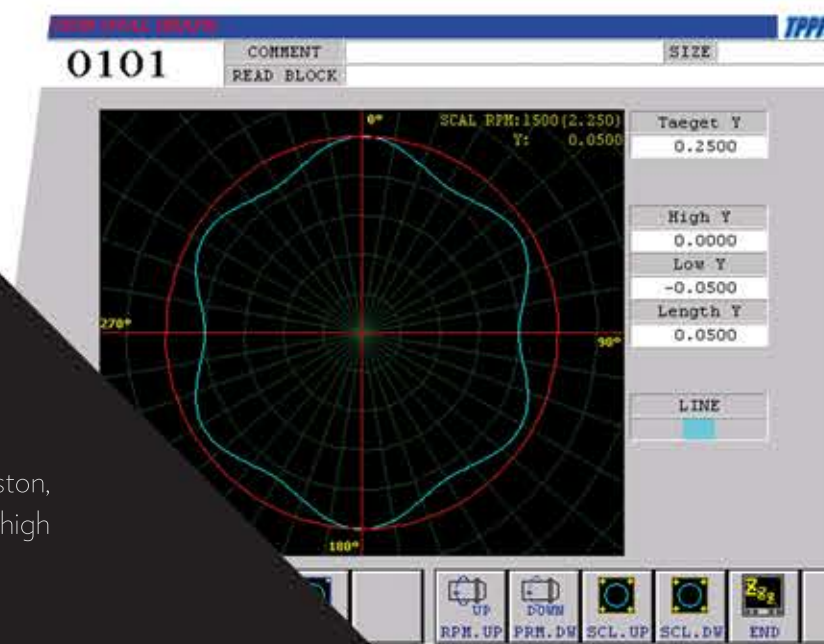 0101
COMMENT
SIZE
READ BLOCK
0°
SCAL RPM:1500(2.250)
Y: 0.0500
Taeget Y
0.2500
High Y
0.0000
Low Y
-0.0500
Length Y
0.0500
270°
90°
LINE
180°
ston,
high
UP
DOWN
RPM.UP PRM.DW SCL.UP SCL.DW END